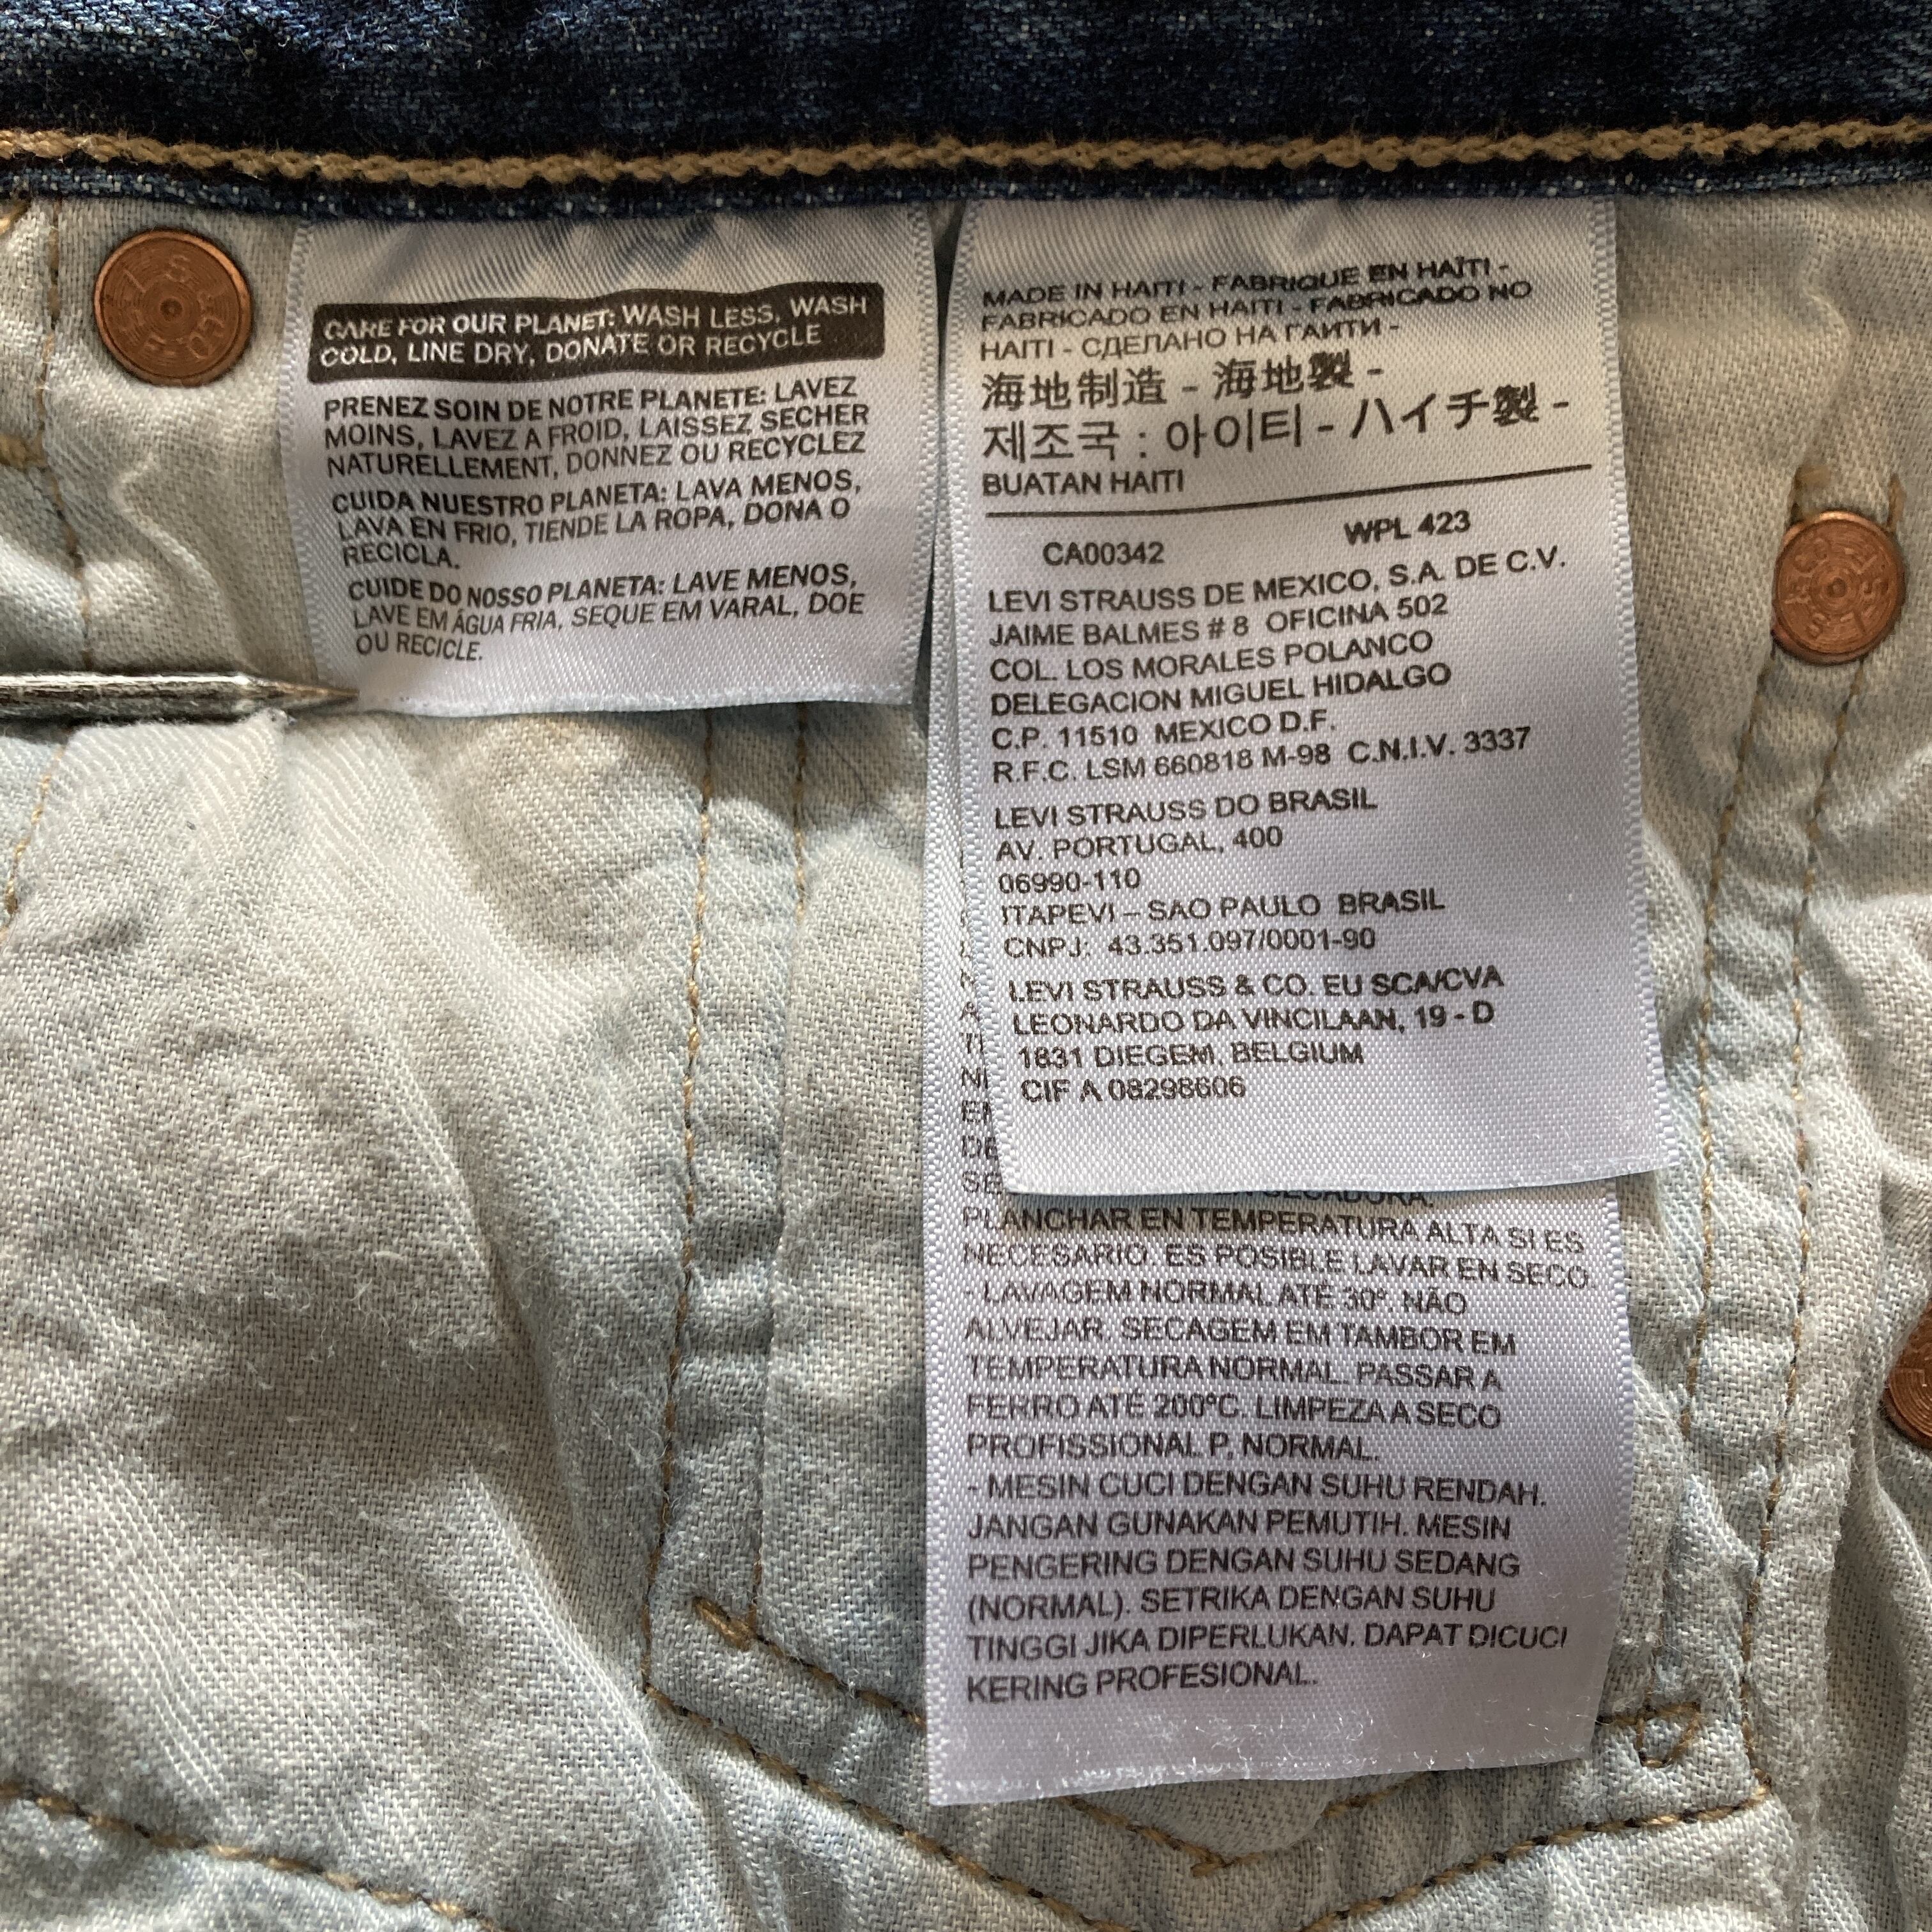 CARE FOR OUR PLANET: WASH LESS, WASH
COLD, LINE DRY, DONATE OR RECYCLE
PRENEZ SOIN DE NOTRE PLANETE: LAVEZ
MOINS, LAVEZ A FROID, LAISSEZ SECHER
NATURELLEMENT, DONNEZ OU RECYCLEZ
CUIDA NUESTRO PLANETA: LAVA MENOS,
LAVA EN FRIO, TIENDE LA ROPA, DONA O
RECICLA.
CUIDE DO NOSSO PLANETA: LAVE MENOS,
LAVE EM ÁGUA FRIA, SEQUE EM VARAL, DOE
OU RECICLE.
MADE IN HAITI - FABRIQUE EN HAÏTI -
FABRICADO EN HAITI - FABRICADO NO
HAITI - СДЕЛАНО НА ГАИТИ -
海地制造 - 海地製 -
제조국 : 아이티 - ハイチ製 -
BUATAN HAITI
CA00342 WPL 423
LEVI STRAUSS DE MEXICO, S.A. DE C.V.
JAIME BALMES # 8 OFICINA 502
COL. LOS MORALES POLANCO
DELEGACION MIGUEL HIDALGO
C.P. 11510 MEXICO D.F.
R.F.C. LSM 660818 M-98 C.N.I.V. 3337
LEVI STRAUSS DO BRASIL
AV. PORTUGAL, 400
06990-110
ITAPEVI – SAO PAULO BRASIL
CNPJ: 43.351.097/0001-90
LEVI STRAUSS & CO. EU SCA/CVA
LEONARDO DA VINCILAAN, 19 - D
1831 DIEGEM, BELGIUM
CIF A 08298606
SECADORA.
PLANCHAR EN TEMPERATURA ALTA SI ES
NECESARIO. ES POSIBLE LAVAR EN SECO.
- LAVAGEM NORMAL ATÉ 30°. NÃO
ALVEJAR. SECAGEM EM TAMBOR EM
TEMPERATURA NORMAL. PASSAR A
FERRO ATÉ 200°C. LIMPEZA A SECO
PROFISSIONAL P, NORMAL.
- MESIN CUCI DENGAN SUHU RENDAH.
JANGAN GUNAKAN PEMUTIH. MESIN
PENGERING DENGAN SUHU SEDANG
(NORMAL). SETRIKA DENGAN SUHU
TINGGI JIKA DIPERLUKAN. DAPAT DICUCI
KERING PROFESIONAL.